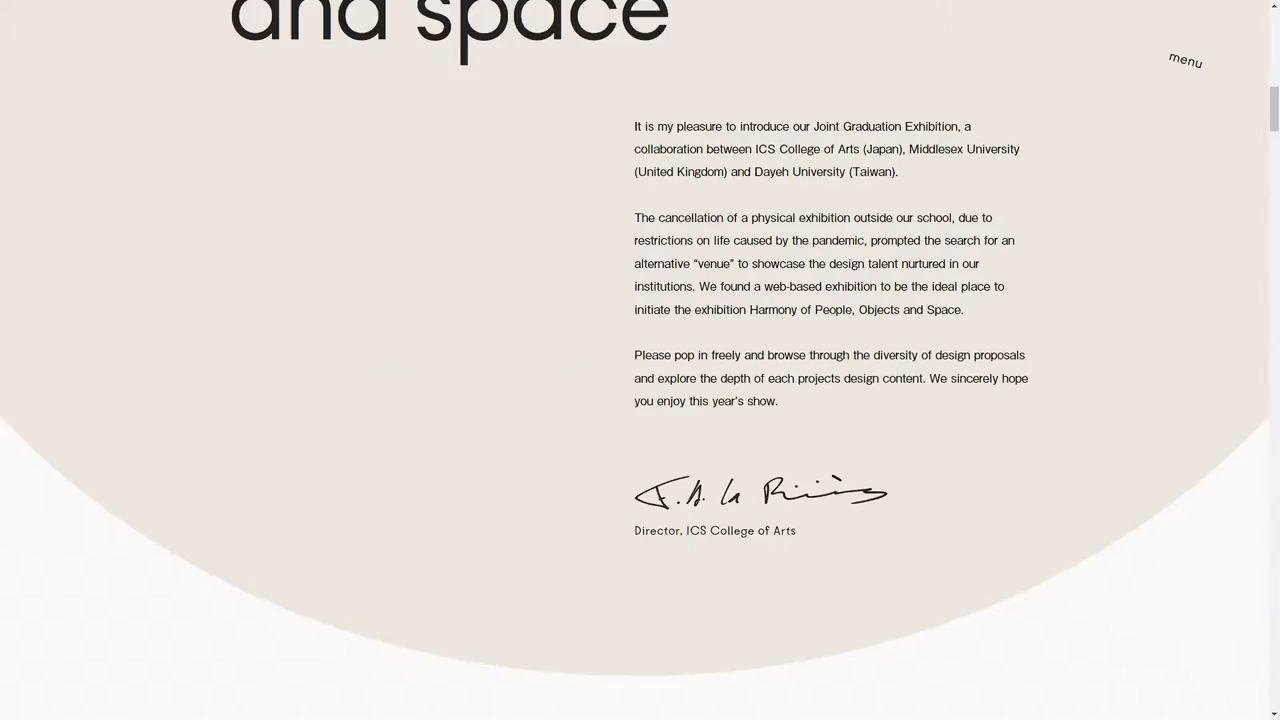 and space
menu
It is my pleasure to introduce our Joint Graduation Exhibition, a
collaboration between ICS College of Arts (Japan), Middlesex University
(United Kingdom) and Dayeh University (Taiwan).
The cancellation of a physical exhibition outside our school, due to
restrictions on life caused by the pandemic, prompted the search for an
alternative “venue” to showcase the design talent nurtured in our
institutions. We found a web-based exhibition to be the ideal place to
initiate the exhibition Harmony of People, Objects and Space.
Please pop in freely and browse through the diversity of design proposals
and explore the depth of each projects design content. We sincerely hope
you enjoy this year’s show.
Director, ICS College of Arts